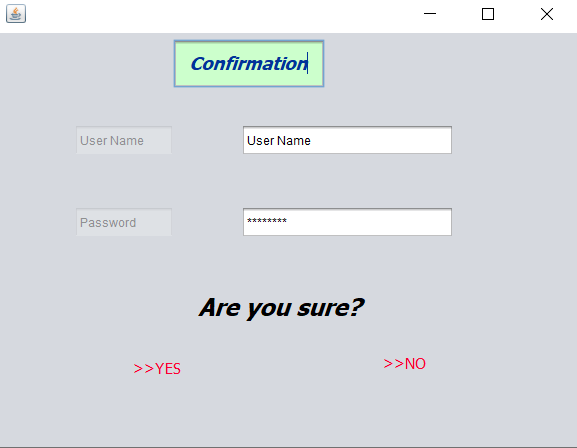 Confirmation
User Name
User Name
Password
********
Are you sure?
>>YES
>>NO